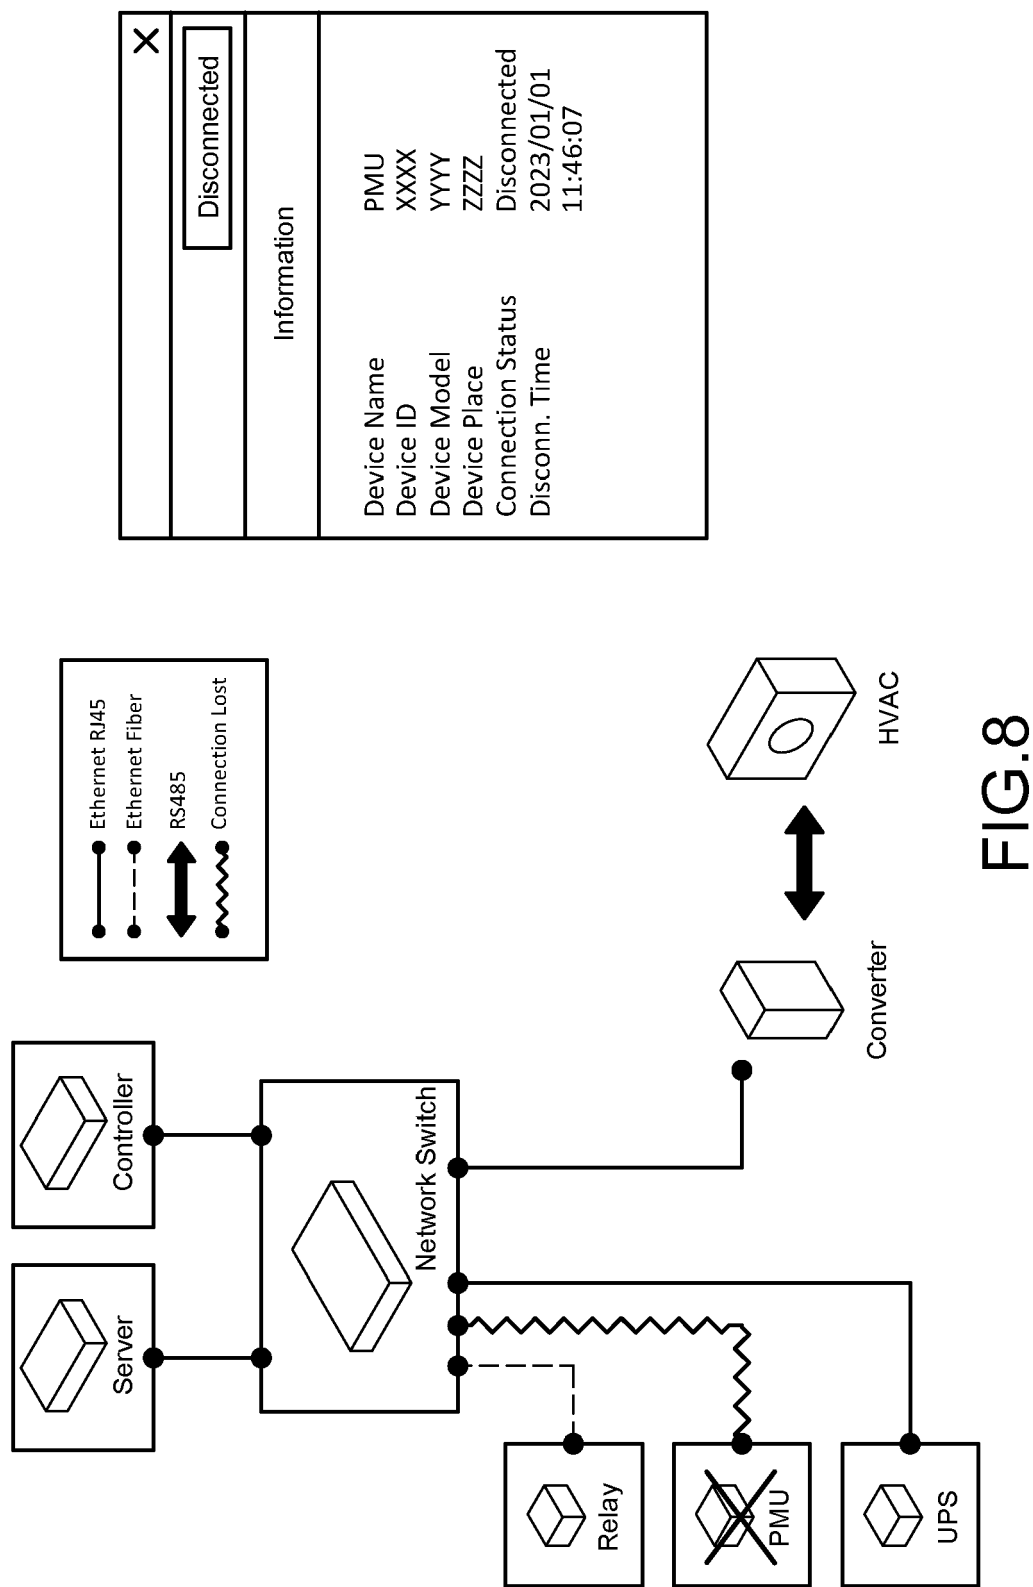 Server
Controller
Network Switch
Relay
PMU
UPS
Converter
HVAC
Ethernet RJ45
Ethernet Fiber
RS485
Connection Lost
X
Disconnected
Information
Device Name PMU
Device ID XXXX
Device Model YYYY
Device Place ZZZZ
Connection Status Disconnected
Disconn. Time 2023/01/01
11:46:07
FIG.8